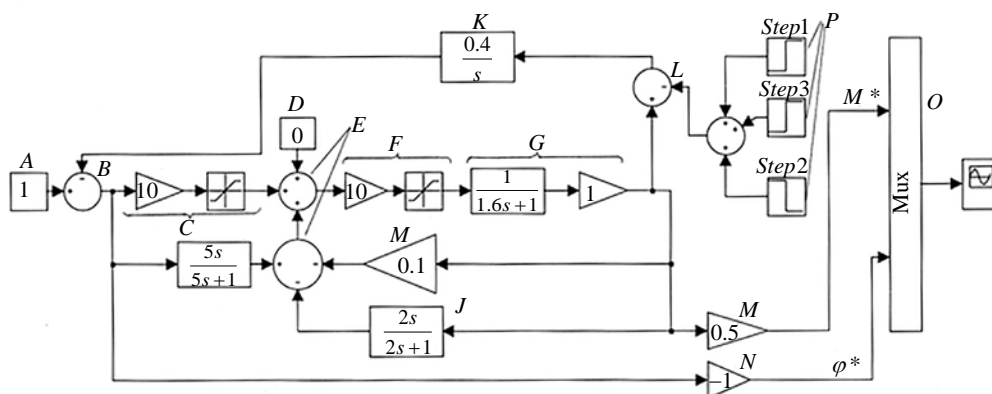 K
0.4
s
Step1
P
L
Step3
M*
O
D
0
E
F
G
A
1
B
10
10
1
1.6s+1
1
Step2
Mux
C
5s
5s+1
M
0.1
J
2s
2s+1
M
0.5
N
-1
φ*